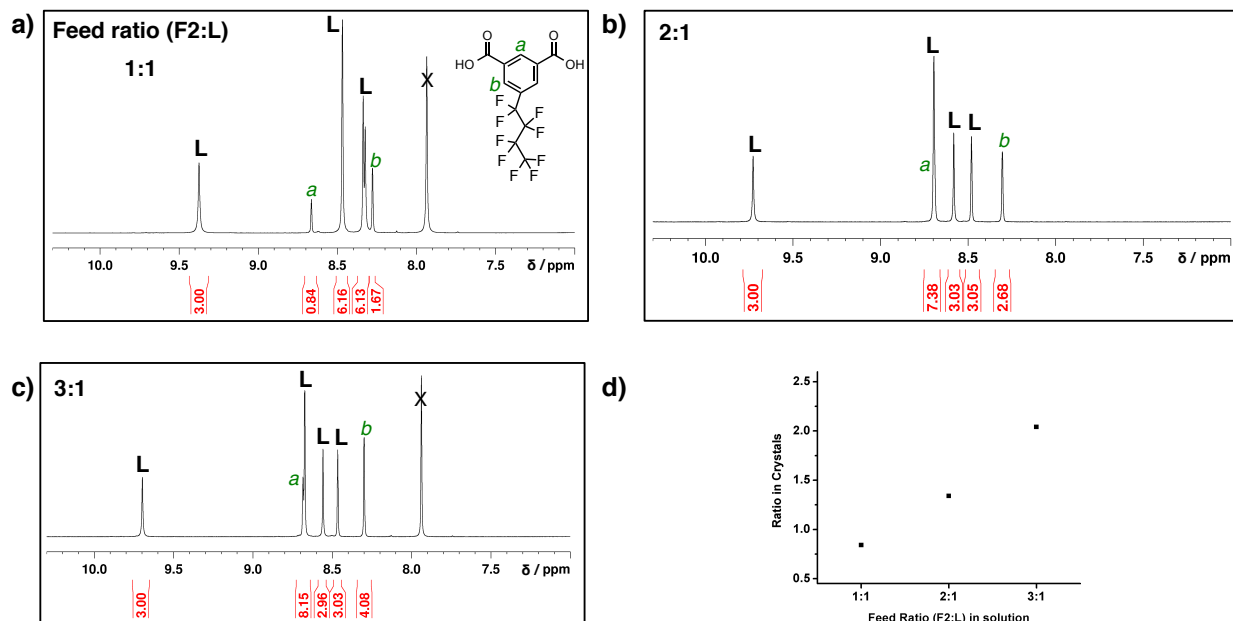 a)
Feed ratio (F2:L)
1:1
L
L
L
a
b
X
O
O
HO
OH
a
b
F
F
F
F
F
F
F
F
F
10.0 9.5 9.0 8.5 8.0 7.5 δ / ppm
3.00 0.84 6.16 6.13 1.67
b)
2:1
L
L
L
L
a
b
10.0 9.5 9.0 8.5 8.0 7.5 δ / ppm
3.00 7.38 3.03 3.05 2.68
c)
3:1
L
L
L L
a
b
X
10.0 9.5 9.0 8.5 8.0 7.5 δ / ppm
3.00 8.15 2.96 3.03 4.08
d)
Ratio in Crystals
2.5
2.0
1.5
1.0
0.5
1:1 2:1 3:1
Feed Ratio (F2:L) in solution